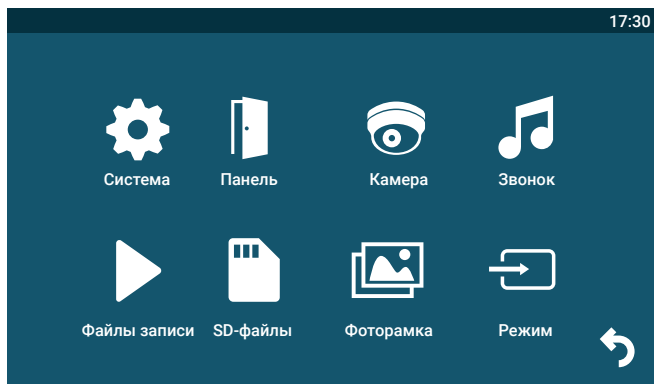 17:30
Система Панель Камера Звонок
Файлы записи SD-файлы Фоторамка Режим